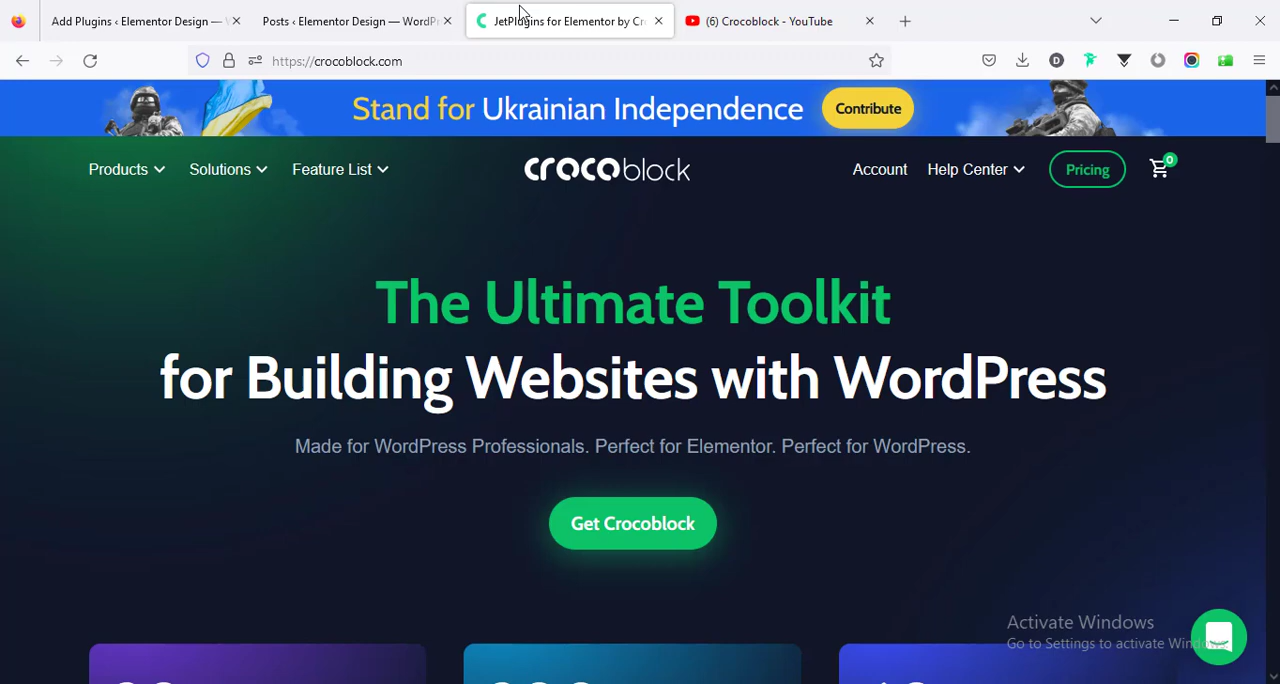 Add Plugins ‹ Elementor Design —
Posts ‹ Elementor Design — WordPr
JetPlugins for Elementor by Cro
(6) Crocoblock - YouTube
https://crocoblock.com
Stand for Ukrainian Independence
Contribute
Products
Solutions
Feature List
crocoblock
Account
Help Center
Pricing
0
The Ultimate Toolkit
for Building Websites with WordPress
Made for WordPress Professionals. Perfect for Elementor. Perfect for WordPress.
Get Crocoblock
Activate Windows
Go to Settings to activate Windows.